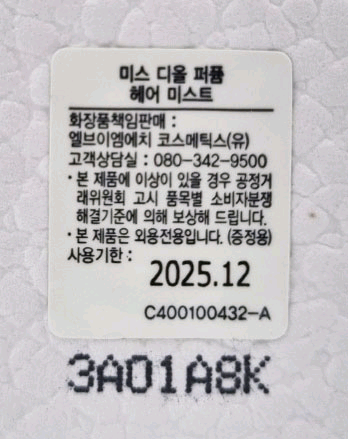 미스 디올 퍼퓸
헤어 미스트
화장품책임판매 :
엘브이엠에치 코스메틱스(유)
고객상담실 : 080-342-9500
• 본 제품에 이상이 있을 경우 공정거
래위원회 고시 품목별 소비자분쟁
해결기준에 의해 보상해 드립니다.
• 본 제품은 외용전용입니다. (증정용)
사용기한 :
2025.12
C400100432-A
3A01A8K